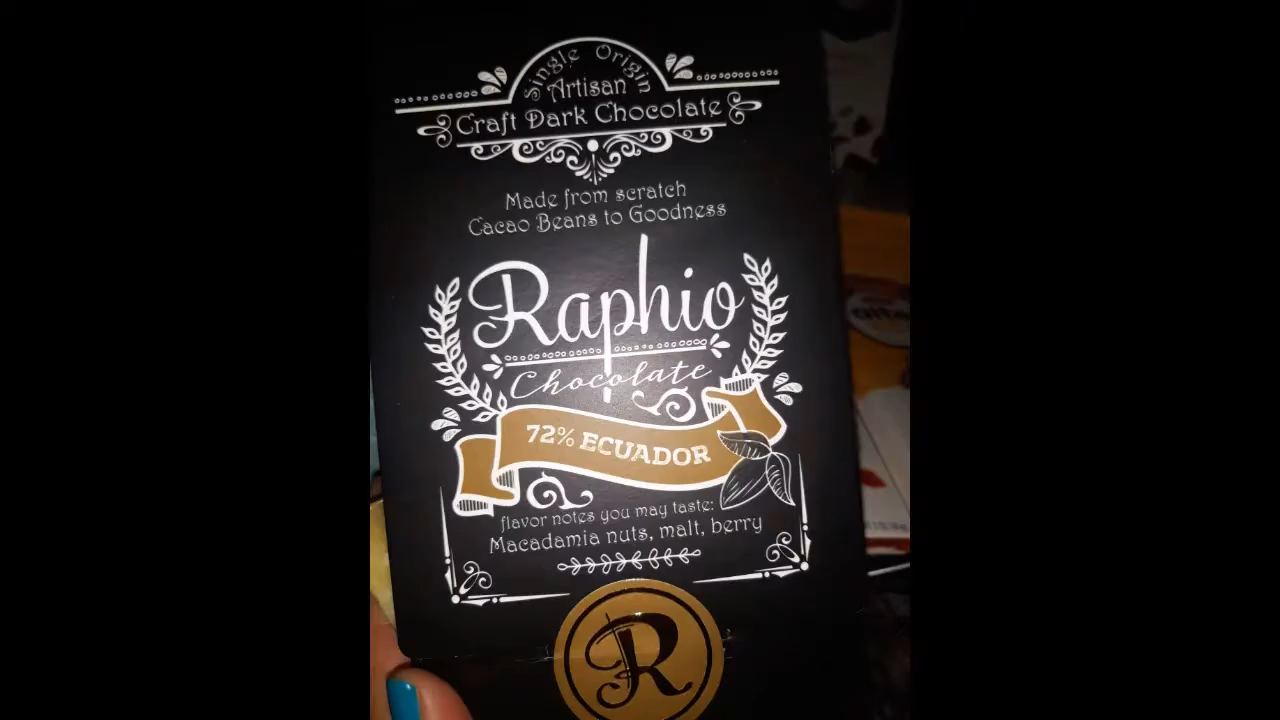 Single Origin
Artisan
Craft Dark Chocolate
Made from scratch
Cacao Beans to Goodness
Raphio
Chocolate
72% ECUADOR
flavor notes you may taste:
Macadamia nuts, malt, berry
R